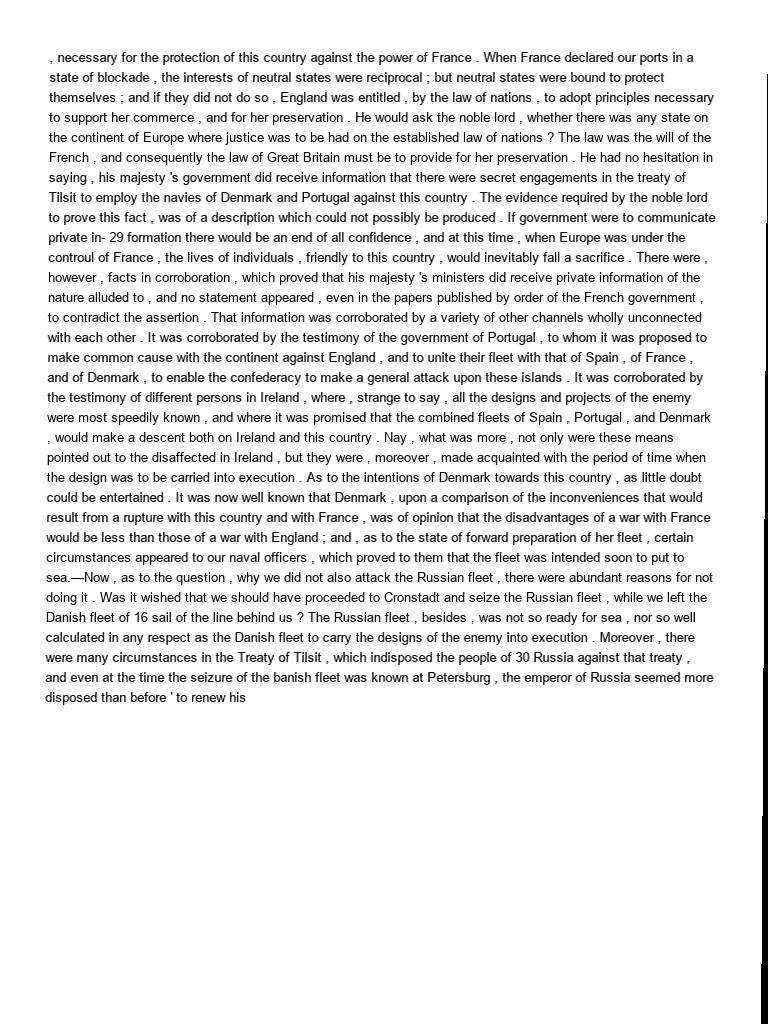 , necessary for the protection of this country against the power of France . When France declared our ports in a
state of blockade , the interests of neutral states were reciprocal ; but neutral states were bound to protect
themselves ; and if they did not do so , England was entitled , by the law of nations , to adopt principles necessary
to support her commerce , and for her preservation . He would ask the noble lord , whether there was any state on
the continent of Europe where justice was to be had on the established law of nations ? The law was the will of the
French , and consequently the law of Great Britain must be to provide for her preservation . He had no hesitation in
saying , his majesty 's government did receive information that there were secret engagements in the treaty of
Tilsit to employ the navies of Denmark and Portugal against this country . The evidence required by the noble lord
to prove this fact , was of a description which could not possibly be produced . If government were to communicate
private in- 29 formation there would be an end of all confidence , and at this time , when Europe was under the
controul of France , the lives of individuals , friendly to this country , would inevitably fall a sacrifice . There were ,
however , facts in corroboration , which proved that his majesty 's ministers did receive private information of the
nature alluded to , and no statement appeared , even in the papers published by order of the French government ,
to contradict the assertion . That information was corroborated by a variety of other channels wholly unconnected
with each other . It was corroborated by the testimony of the government of Portugal , to whom it was proposed to
make common cause with the continent against England , and to unite their fleet with that of Spain , of France ,
and of Denmark , to enable the confederacy to make a general attack upon these islands . It was corroborated by
the testimony of different persons in Ireland , where , strange to say , all the designs and projects of the enemy
were most speedily known , and where it was promised that the combined fleets of Spain , Portugal , and Denmark
, would make a descent both on Ireland and this country . Nay , what was more , not only were these means
pointed out to the disaffected in Ireland , but they were , moreover , made acquainted with the period of time when
the design was to be carried into execution . As to the intentions of Denmark towards this country , as little doubt
could be entertained . It was now well known that Denmark , upon a comparison of the inconveniences that would
result from a rupture with this country and with France , was of opinion that the disadvantages of a war with France
would be less than those of a war with England ; and , as to the state of forward preparation of her fleet , certain
circumstances appeared to our naval officers , which proved to them that the fleet was intended soon to put to
sea.—Now , as to the question , why we did not also attack the Russian fleet , there were abundant reasons for not
doing it . Was it wished that we should have proceeded to Cronstadt and seize the Russian fleet , while we left the
Danish fleet of 16 sail of the line behind us ? The Russian fleet , besides , was not so ready for sea , nor so well
calculated in any respect as the Danish fleet to carry the designs of the enemy into execution . Moreover , there
were many circumstances in the Treaty of Tilsit , which indisposed the people of 30 Russia against that treaty ,
and even at the time the seizure of the banish fleet was known at Petersburg , the emperor of Russia seemed more
disposed than before ' to renew his